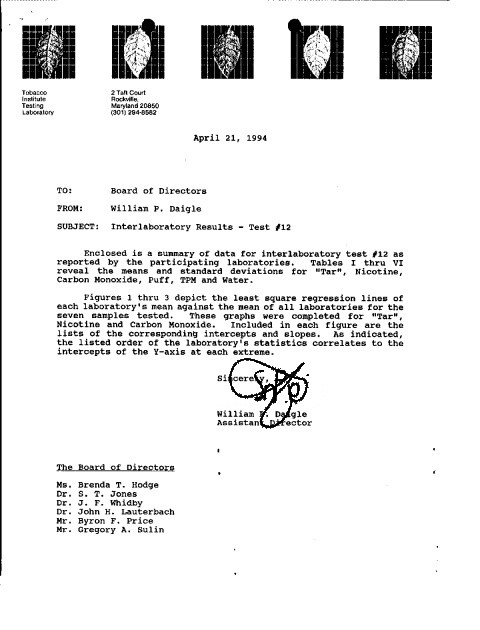 Tobacco
Institute
Testing
Laboratory
2 Taft Court
Rockville,
Maryland 20850
(301) 294-8582
April 21, 1994
TO: Board of Directors
FROM: William P. Daigle
SUBJECT: Interlaboratory Results - Test #12
Enclosed is a summary of data for interlaboratory test #12 as
reported by the participating laboratories. Tables I thru VI
reveal the means and standard deviations for "Tar", Nicotine,
Carbon Monoxide, Puff, TPM and Water.
Figures 1 thru 3 depict the least square regression lines of
each laboratory's mean against the mean of all laboratories for the
seven samples tested. These graphs were completed for "Tar",
Nicotine and Carbon Monoxide. Included in each figure are the
lists of the corresponding intercepts and slopes. As indicated,
the listed order of the laboratory's statistics correlates to the
intercepts of the Y-axis at each extreme.
Sincerely,
William P. Daigle
Assistant Director
The Board of Directors
Ms. Brenda T. Hodge
Dr. S. T. Jones
Dr. J. F. Whidby
Dr. John H. Lauterbach
Mr. Byron F. Price
Mr. Gregory A. Sulin